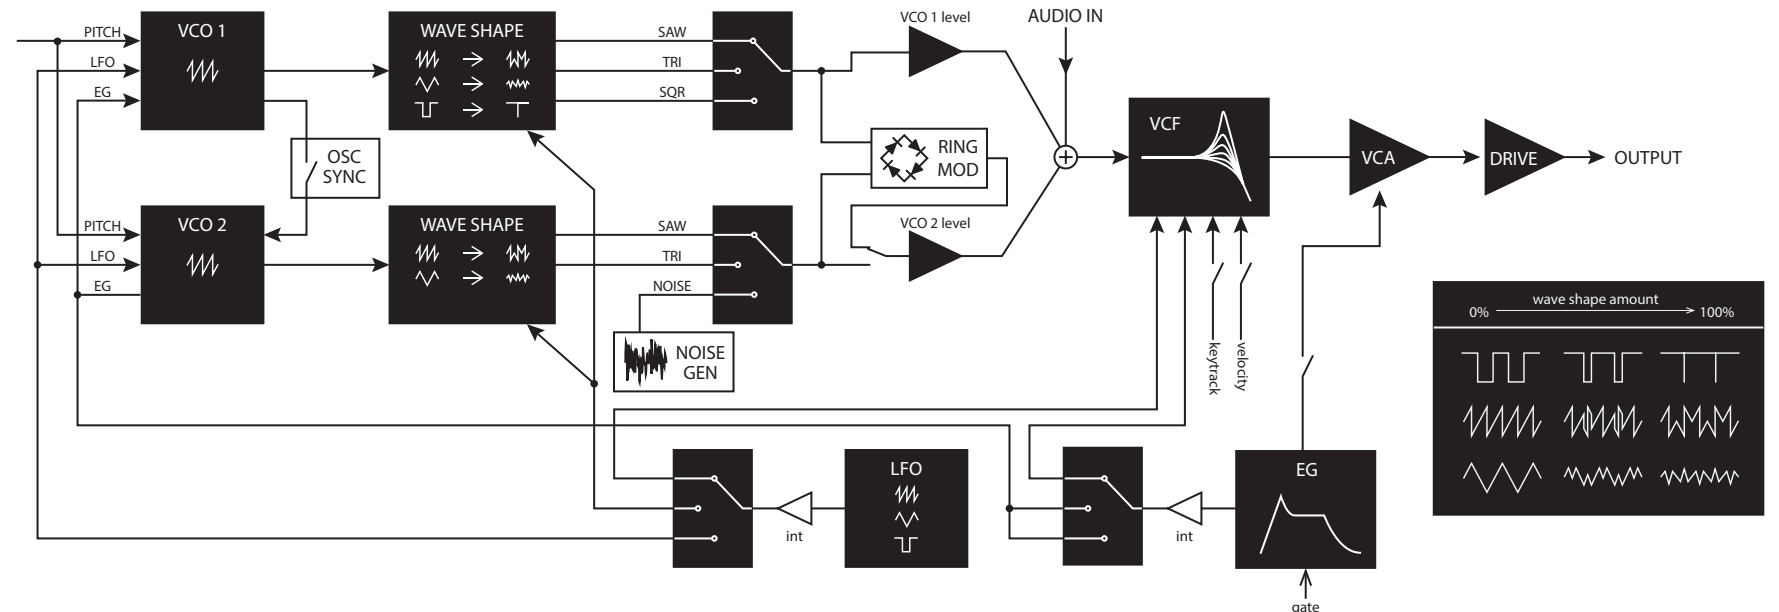 PITCH
LFO
EG
VCO 1
WAVE SHAPE
SAW
TRI
SQR
VCO 1 level
AUDIO IN
OSC
SYNC
RING
MOD
VCF
VCA
DRIVE
OUTPUT
PITCH
LFO
EG
VCO 2
WAVE SHAPE
SAW
TRI
NOISE
VCO 2 level
NOISE
GEN
keytrack
velocity
wave shape amount
0% 100%
LFO
int
EG
int
gate